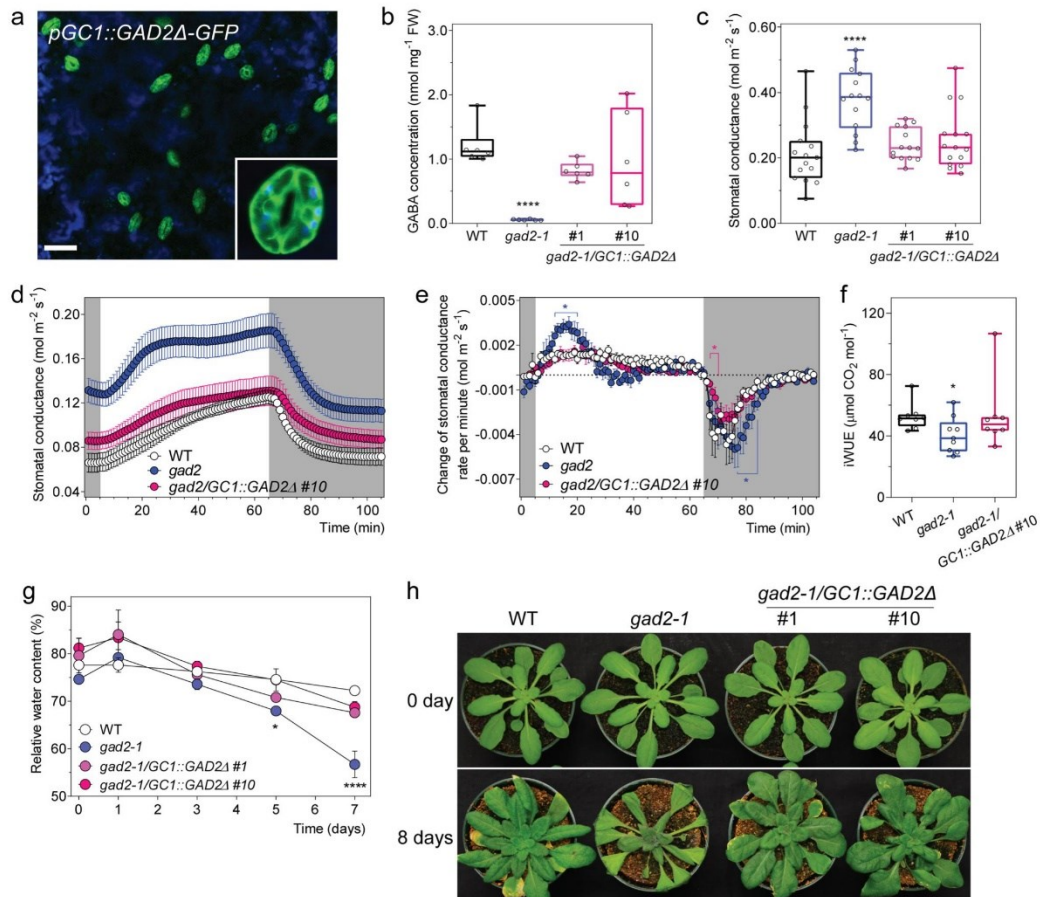 a
pGC1::GAD2Δ-GFP
b
GABA concentration (nmol mg⁻¹ FW)
3.0
2.0
1.0
0.0
****
WT
gad2-1
#1
#10
gad2-1/GC1::GAD2Δ
c
Stomatal conductance (mol m⁻² s⁻¹)
0.60
0.40
0.20
0.00
****
WT
gad2-1
#1
#10
gad2-1/GC1::GAD2Δ
d
Stomatal conductance (mol m⁻² s⁻¹)
0.20
0.16
0.12
0.08
0.04
WT
gad2
gad2/GC1::GAD2Δ #10
Time (min)
0
20
40
60
80
100
e
Change of stomatal conductance
rate per minute (mol m⁻² s⁻¹)
0.005
0.002
-0.001
-0.004
-0.007
*
*
*
WT
gad2
gad2/GC1::GAD2Δ #10
Time (min)
0
20
40
60
80
100
f
iWUE (μmol CO₂ mol⁻¹)
120
80
40
0
*
WT
gad2-1
gad2-1/
GC1::GAD2Δ#10
g
Relative water content (%)
90
80
70
60
50
WT
gad2-1
gad2-1/GC1::GAD2Δ #1
gad2-1/GC1::GAD2Δ #10
*
****
Time (days)
0
1
2
3
4
5
6
7
h
gad2-1/GC1::GAD2Δ
WT
gad2-1
#1
#10
0 day
8 days